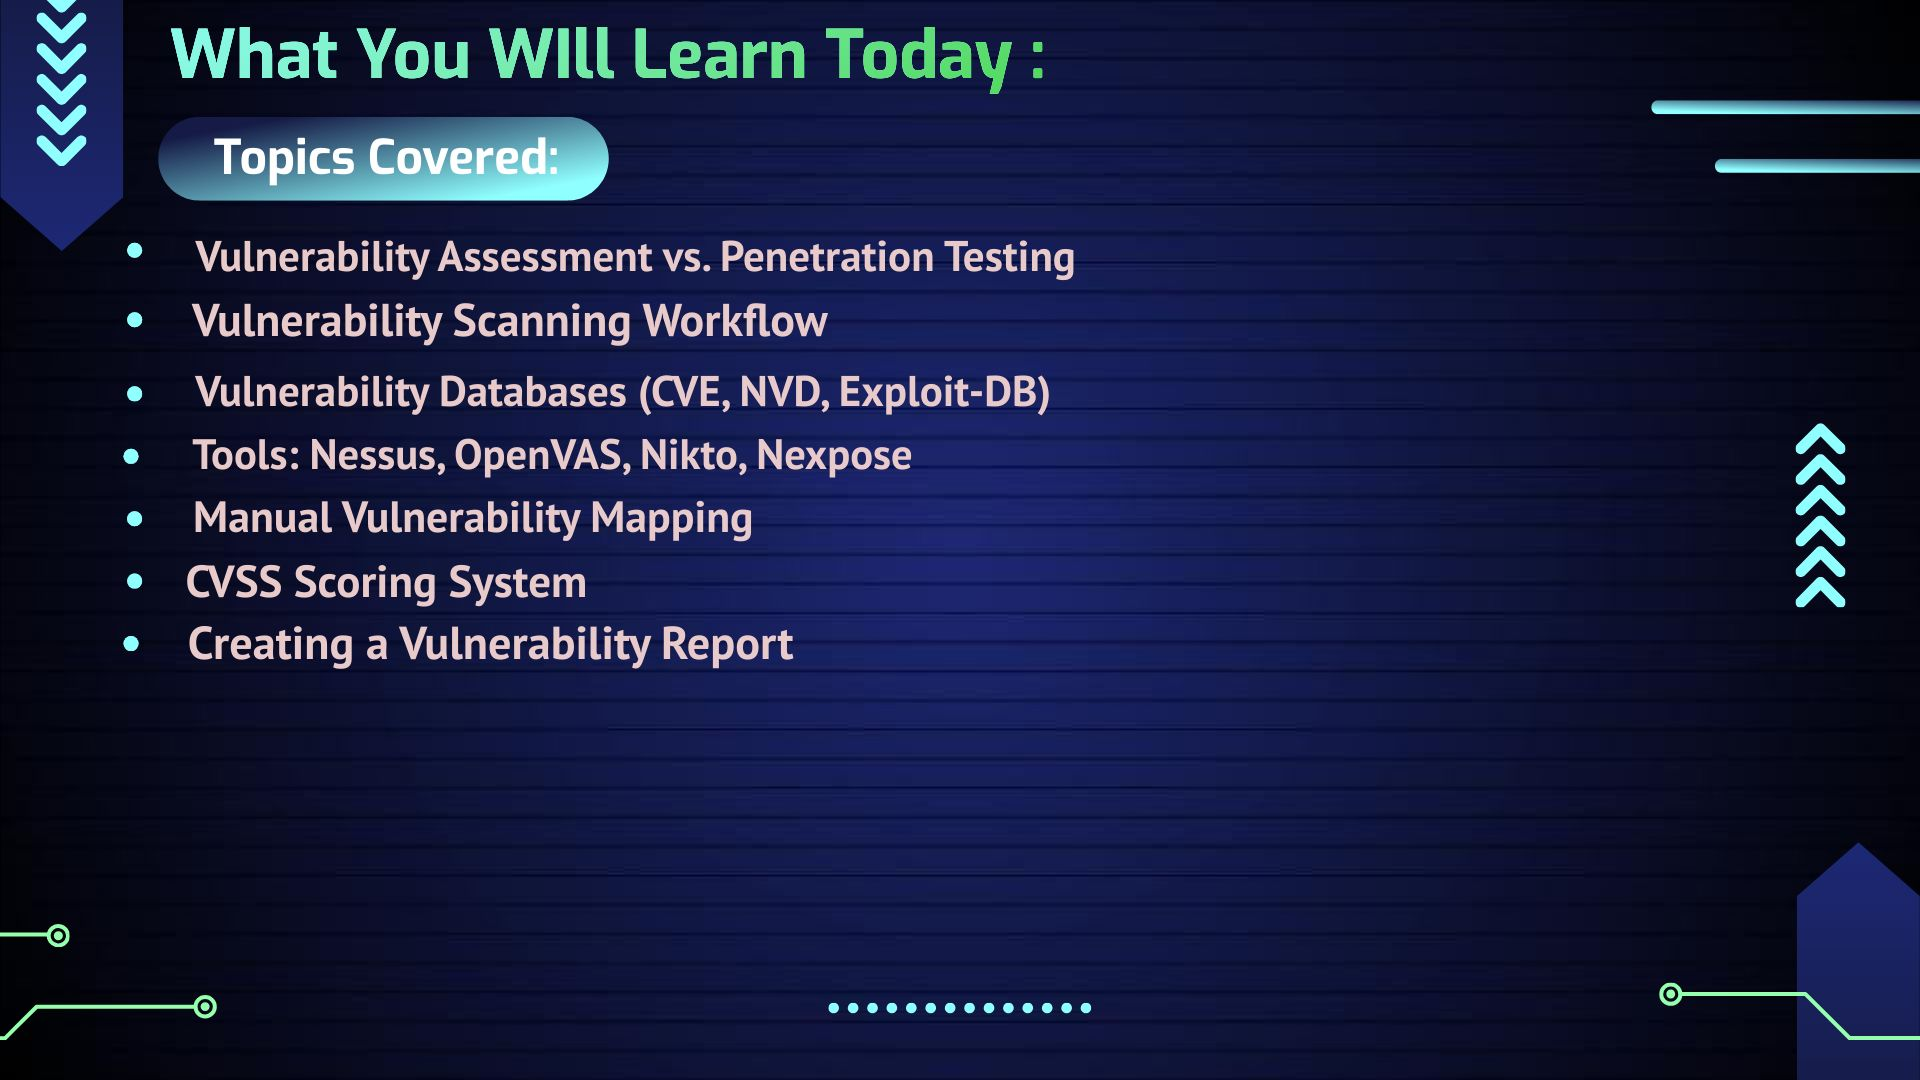 What You WIll Learn Today :
Topics Covered:
Vulnerability Assessment vs. Penetration Testing
Vulnerability Scanning Workflow
Vulnerability Databases (CVE, NVD, Exploit-DB)
Tools: Nessus, OpenVAS, Nikto, Nexpose
Manual Vulnerability Mapping
CVSS Scoring System
Creating a Vulnerability Report